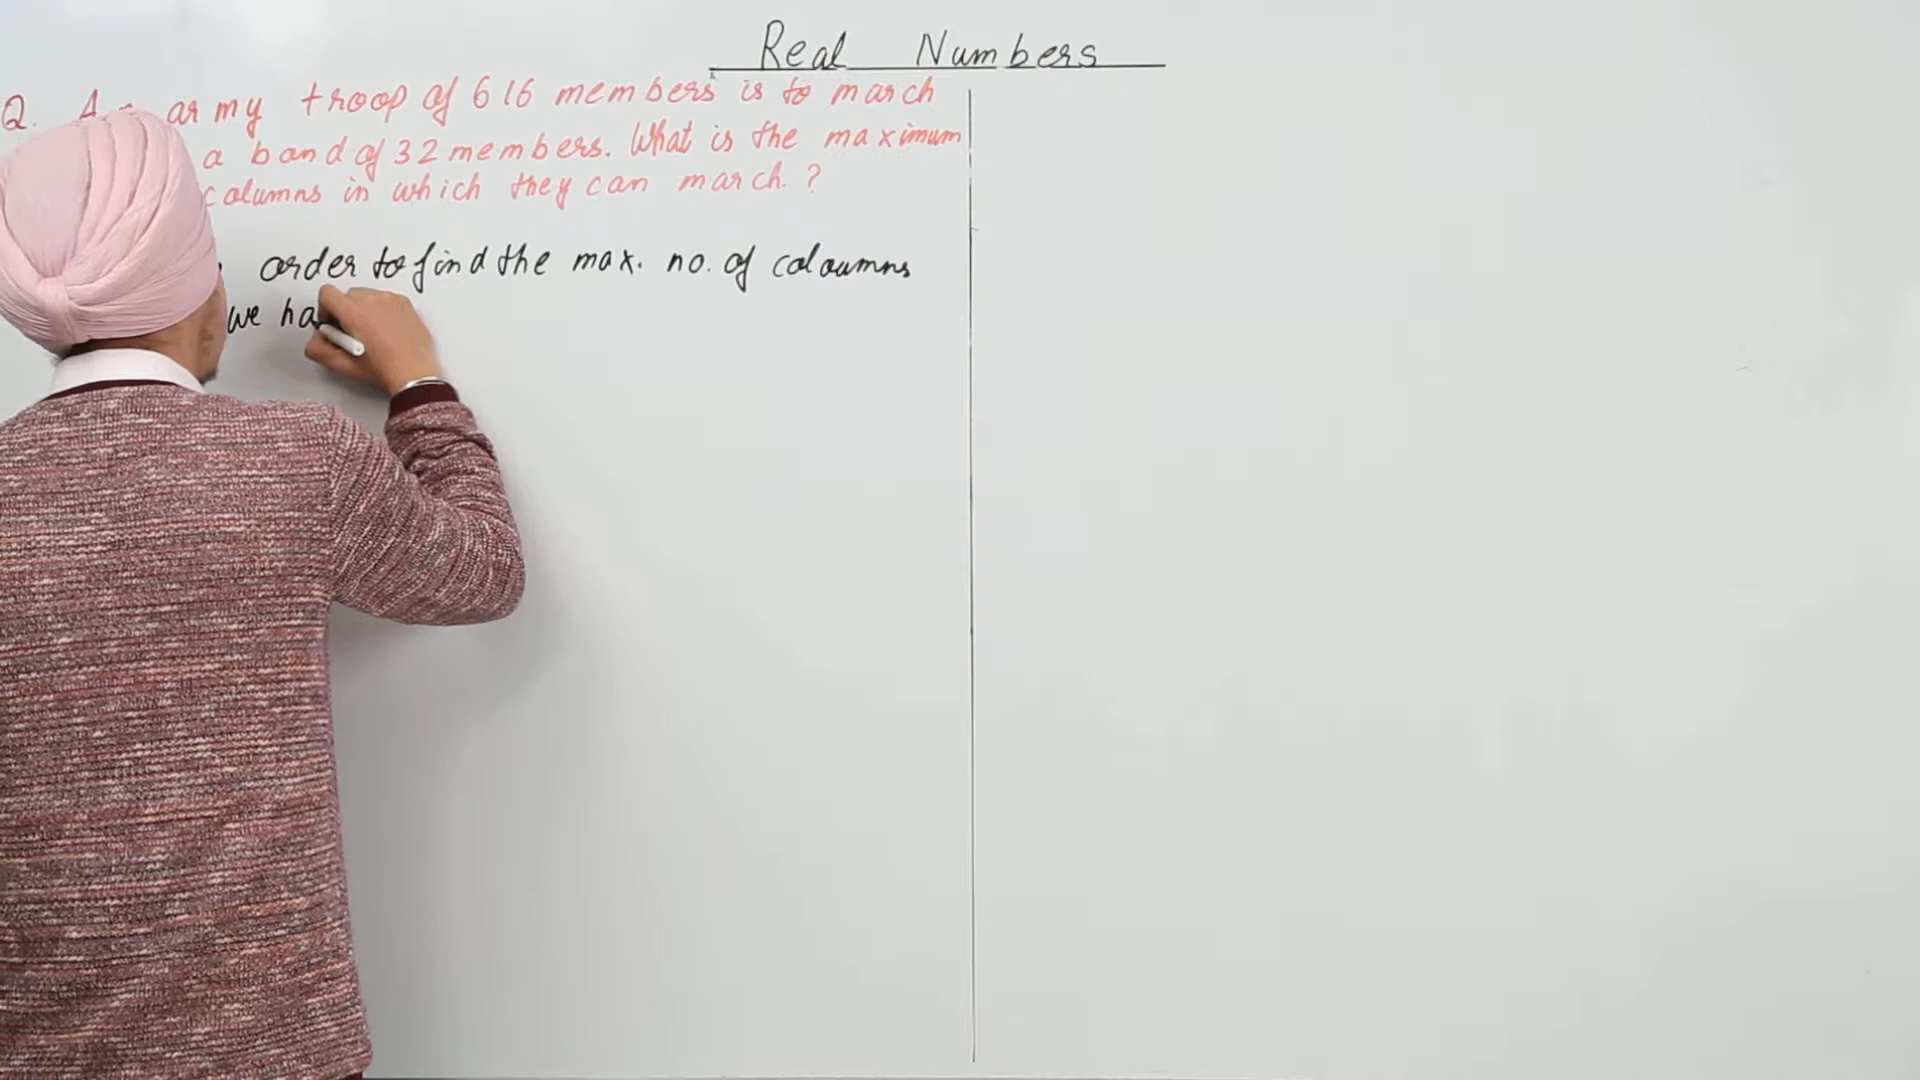 Real Numbers
Q. army troop of 616 members is to march
a band of 32 members. What is the maximum
columns in which they can march. ?
order to find the max. no. of coloumns
we ha